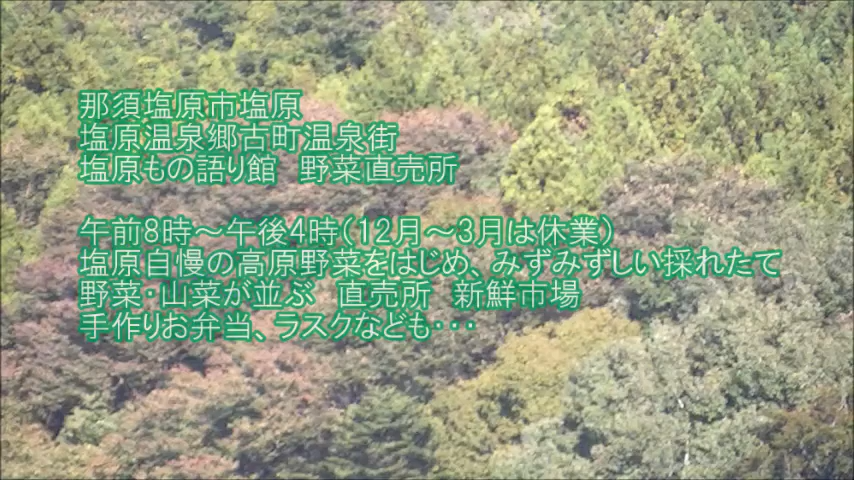 那須塩原市塩原
塩原温泉郷古町温泉街
塩原もの語り館　野菜直売所
午前8時～午後4時（12月～3月は休業）
塩原自慢の高原野菜をはじめ、みずみずしい採れたて
野菜・山菜が並ぶ　直売所　新鮮市場
手作りお弁当、ラスクなども・・・